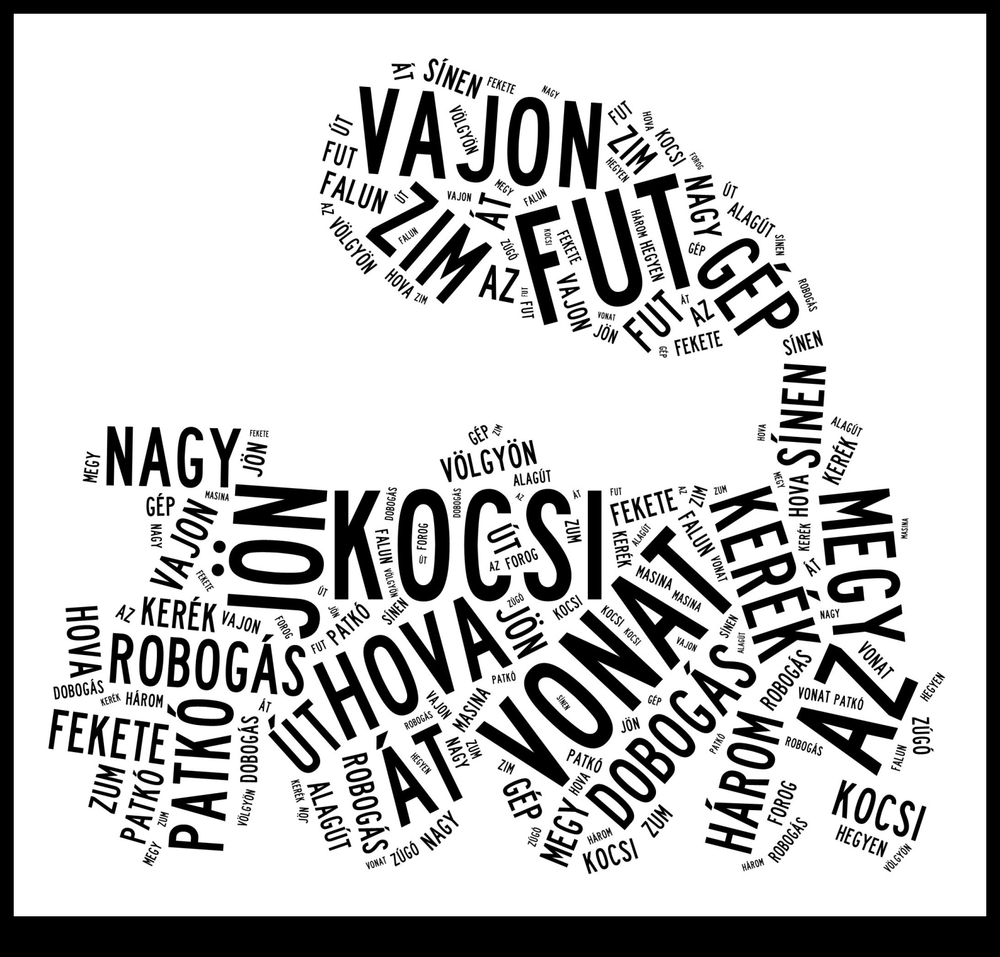 ÁT
SÍNEN
FEKETE
NAGY
VAJON
VÖLGYÖN
FUT
HOVA
ÚT
ZIM
KOCSI
FUT
HEGYEN
FOROG
FALUN
ÚT
VAJON
MEGY
ÁT
FALUN
NAGY
ÚT
ALAGÚT
AZ
VÖLGYÖN
ZIM
FALUN
FUT
KOCSI
FEKETE
HÁROM
HEGYEN
GÉP
SÍNEN
ZÚGÓ
GÉP
HOVA
ZIM
AZ
FUT
FUT
VAJON
VONAT
JÖN
FUT
ÁT
AZ
ROBOGÁS
GÉP
FEKETE
SÍNEN
SÍNEN
HOVA
ALAGÚT
KERÉK
NAGY
FEKETE
JÖN
MEGY
GÉP
ZIM
VÖLGYÖN
ALAGÚT
MEGY
HOVA
MASINA
GÉP
VAJON
NAGY
JÖN
KOCSI
DOBOGÁS
DOBOGÁS
AZ
ÁT
FUT
FEKETE
AZ
ZIM
ZUM
KERÉK
MEGY
MASINA
FALUN
FOROG
ÚT
ÚT
AZ
FOROG
ZUM
KERÉK
ALAGÚT
FALUN
VONAT
KERÉK
ÁT
FEKETE
VÖLGYÖN
ÚT
JÖN
SÍNEN
PATKÓ
FUT
ZÚGÓ
JÖN
KOCSI
MASINA
MASINA
KOCSI
KOCSI
VONAT
VAJON
SÍNEN
ALAGÚT
NAGY
HOVA
AZ
KERÉK
VAJON
FOROG
ROBOGÁS
HOVA
PATKÓ
AZ
VONAT
VONAT
PATKÓ
HEGYEN
ROBOGÁS
DOBOGÁS
KERÉK
HÁROM
PATKÓ
ÁT
ÚT
VAJON
MASINA
ROBOGÁS
SÍNEN
GÉP
JÖN
DOBOGÁS
FEKETE
DOBOGÁS
ÁT
HEGYEN
NAGY
ZUM
PATKÓ
HÁROM
ROBOGÁS
ZÚGÓ
FALUN
ZUM
PATKÓ
ZUM
MEGY
VÖLGYÖN
KERÉK
JÖN
ALAGÚT
ROBOGÁS
VONAT
ZÚGÓ
NAGY
ZIM
GÉP
ZÚGÓ
PATKÓ
HOVA
MEGY
HÁROM
KOCSI
ZUM
FOROG
ROBOGÁS
HÁROM
KOCSI
HEGYEN
VÖLGYÖN